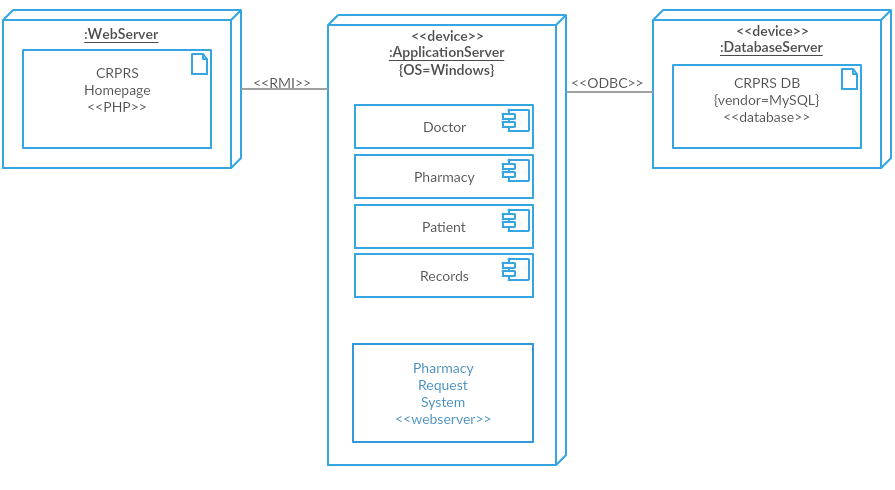 :WebServer
CRPRS
Homepage
<<PHP>>
<<RMI>>
<<device>>
:ApplicationServer
{OS=Windows}
Doctor
Pharmacy
Patient
Records
Pharmacy
Request
System
<<webserver>>
<<ODBC>>
<<device>>
:DatabaseServer
CRPRS DB
{vendor=MySQL}
<<database>>